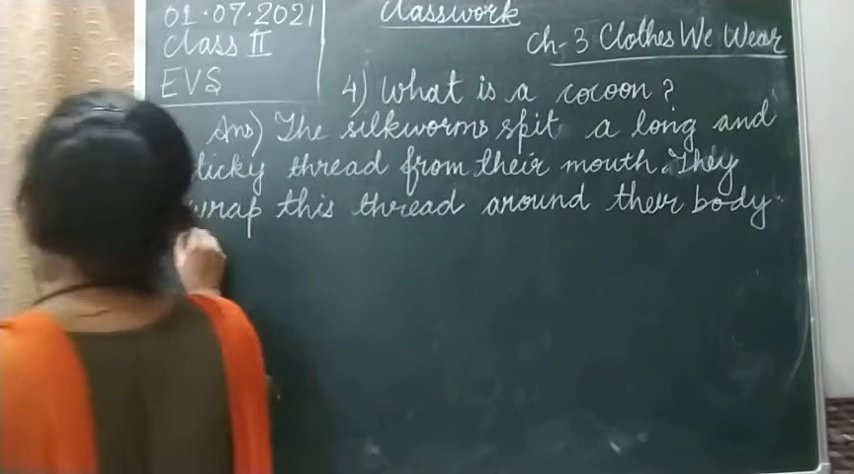 01.07.2021
Classwork
Class II
Ch-3 Clothes We Wear
EVS
4) What is a cocoon?
Ans) The silkworms spit a long and
thread from their mouth. They
wrap this thread around their body